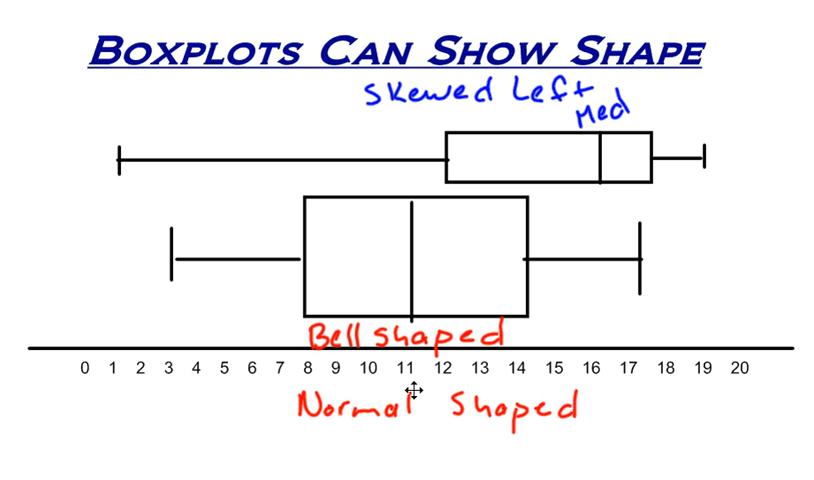 BOXPLOTS CAN SHOW SHAPE
Skewed Left
Med
Bell shaped
0 1 2 3 4 5 6 7 8 9 10 11 12 13 14 15 16 17 18 19 20
Normal Shaped